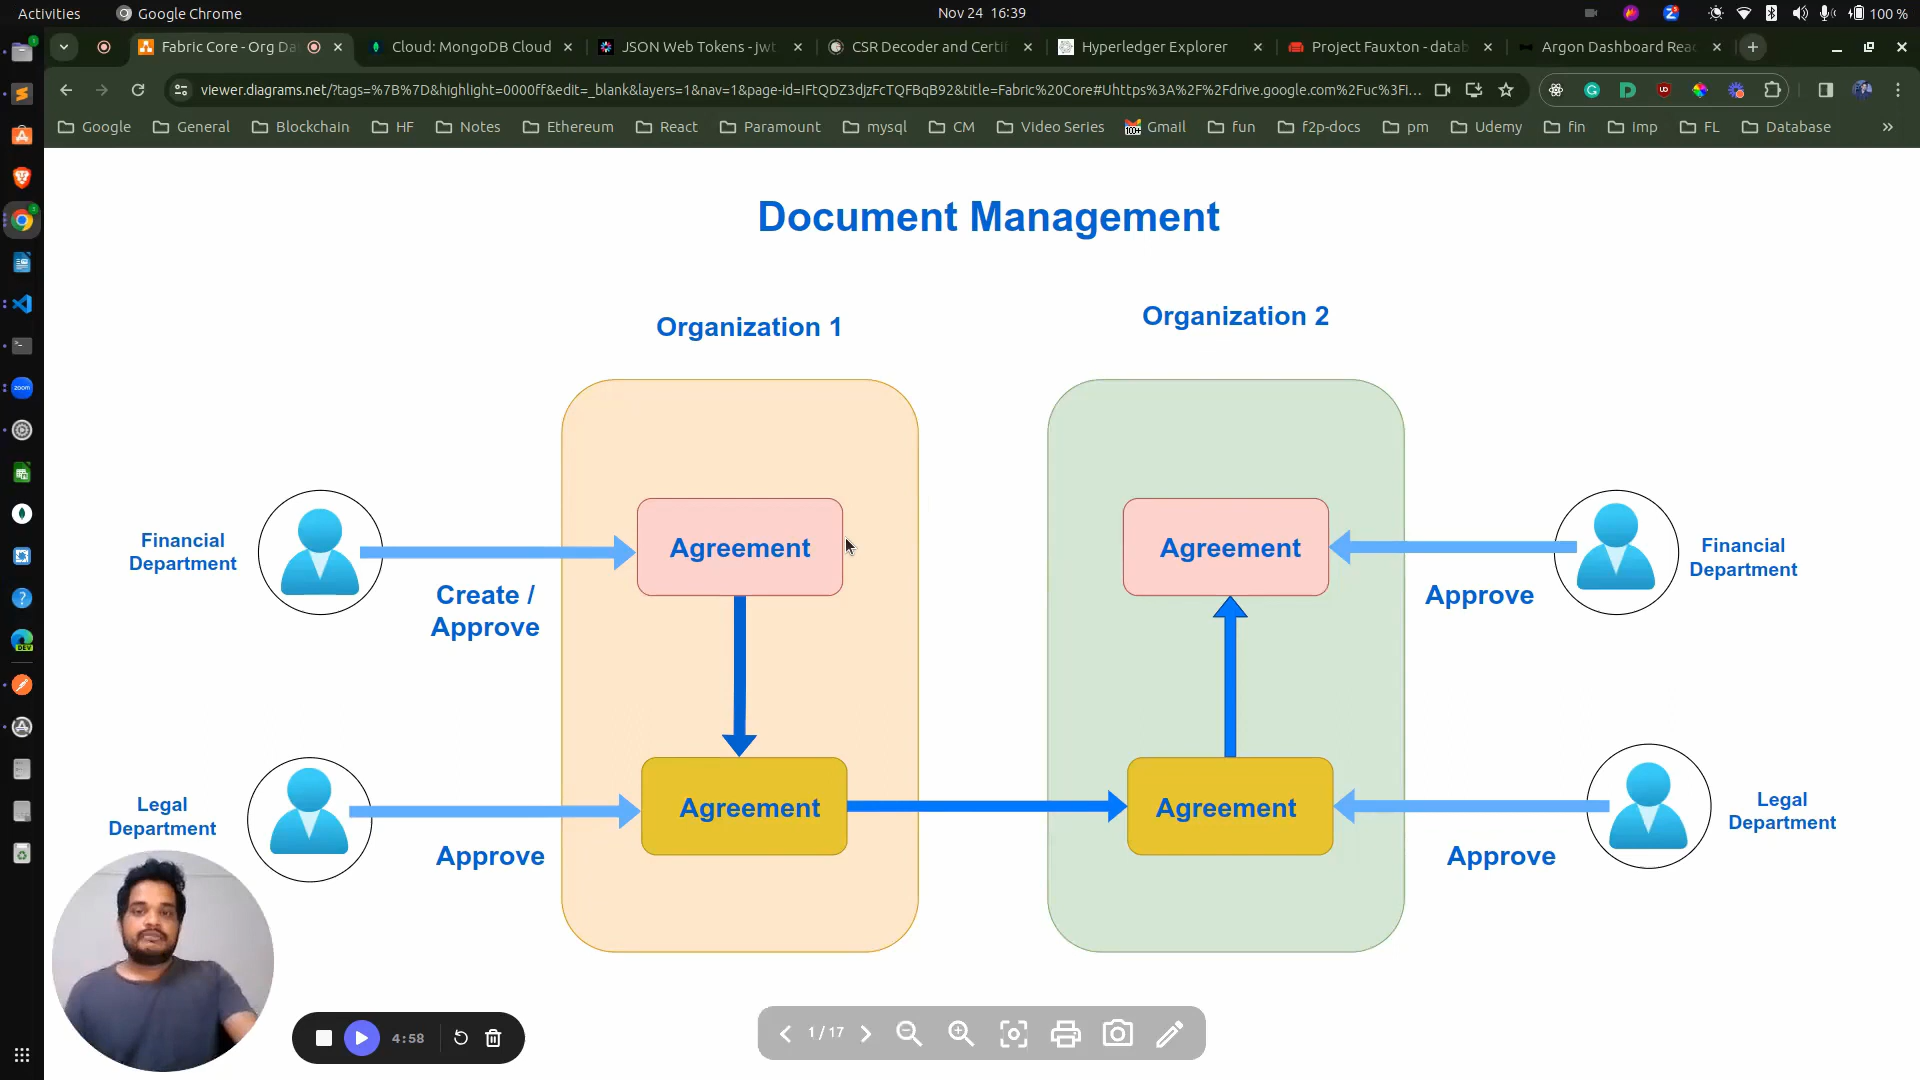 Activities
Google Chrome
Nov 24 16:39
100 %
Fabric Core - Org Da
Cloud: MongoDB Cloud
JSON Web Tokens - jwt
CSR Decoder and Certif
Hyperledger Explorer
Project Fauxton - datab
Argon Dashboard Reac
viewer.diagrams.net/?tags=%7B%7D&highlight=0000ff&edit=_blank&layers=1&nav=1&page-id=IFtQDZ3djzFcTQFBqB92&title=Fabric%20Core#Uhttps%3A%2F%2Fdrive.google.com%2Fuc%3Fi...
Google
General
Blockchain
HF
Notes
Ethereum
React
Paramount
mysql
CM
Video Series
Gmail
fun
f2p-docs
pm
Udemy
fin
Imp
FL
Database
Document Management
Organization 1
Organization 2
Financial
Department
Create /
Approve
Agreement
Agreement
Approve
Financial
Department
Legal
Department
Approve
Agreement
Agreement
Approve
Legal
Department
zoom
DEV
4:58
1 / 17